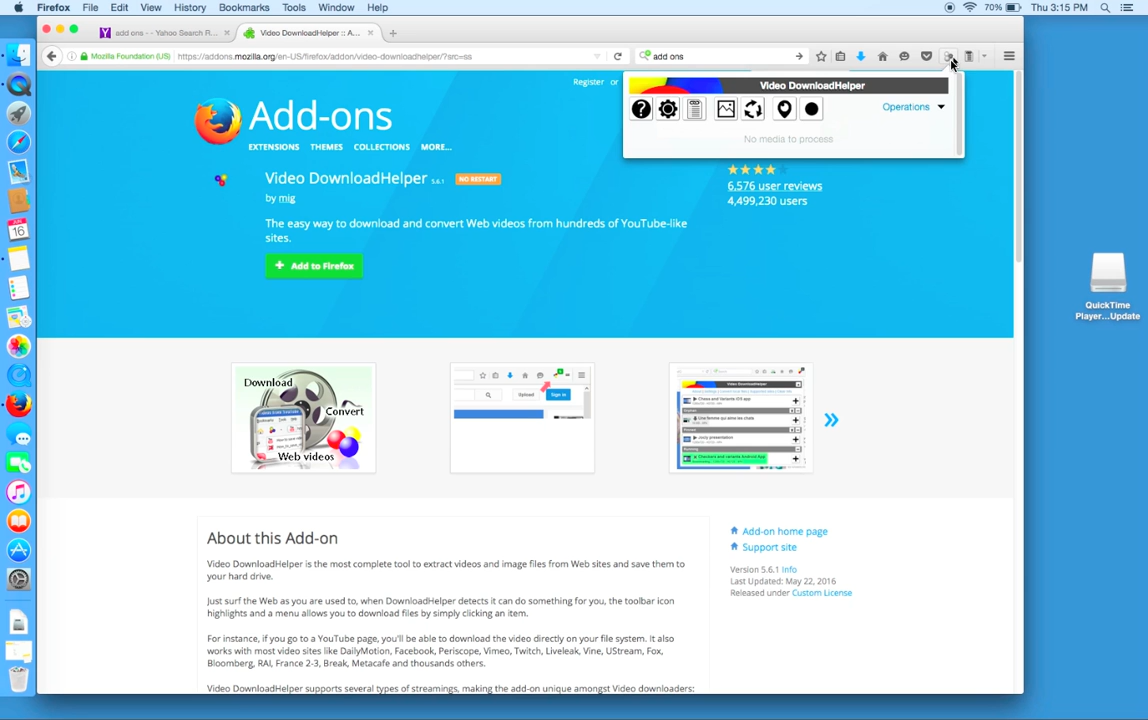 Firefox File Edit View History Bookmarks Tools Window Help 70% Thu 3:15 PM
add ons - - Yahoo Search R... Video DownloadHelper :: A...
Mozilla Foundation (US) https://addons.mozilla.org/en-US/firefox/addon/video-downloadhelper/?src=ss add ons
Register or
Video DownloadHelper
Operations
No media to process
Add-ons
EXTENSIONS THEMES COLLECTIONS MORE...
Video DownloadHelper 5.6.1 NO RESTART
by mig
The easy way to download and convert Web videos from hundreds of YouTube-like
sites.
+ Add to Firefox
6,576 user reviews
4,499,230 users
JUN
16
QuickTime
Player...Update
Download
Convert
Web videos
Upload Sign in
Video DownloadHelper
About this Add-on
Video DownloadHelper is the most complete tool to extract videos and image files from Web sites and save them to
your hard drive.
Just surf the Web as you are used to, when DownloadHelper detects it can do something for you, the toolbar icon
highlights and a menu allows you to download files by simply clicking an item.
For instance, if you go to a YouTube page, you'll be able to download the video directly on your file system. It also
works with most video sites like DailyMotion, Facebook, Periscope, Vimeo, Twitch, Liveleak, Vine, UStream, Fox,
Bloomberg, RAI, France 2-3, Break, Metacafe and thousands others.
Video DownloadHelper supports several types of streamings, making the add-on unique amongst Video downloaders:
Add-on home page
Support site
Version 5.6.1 Info
Last Updated: May 22, 2016
Released under Custom License